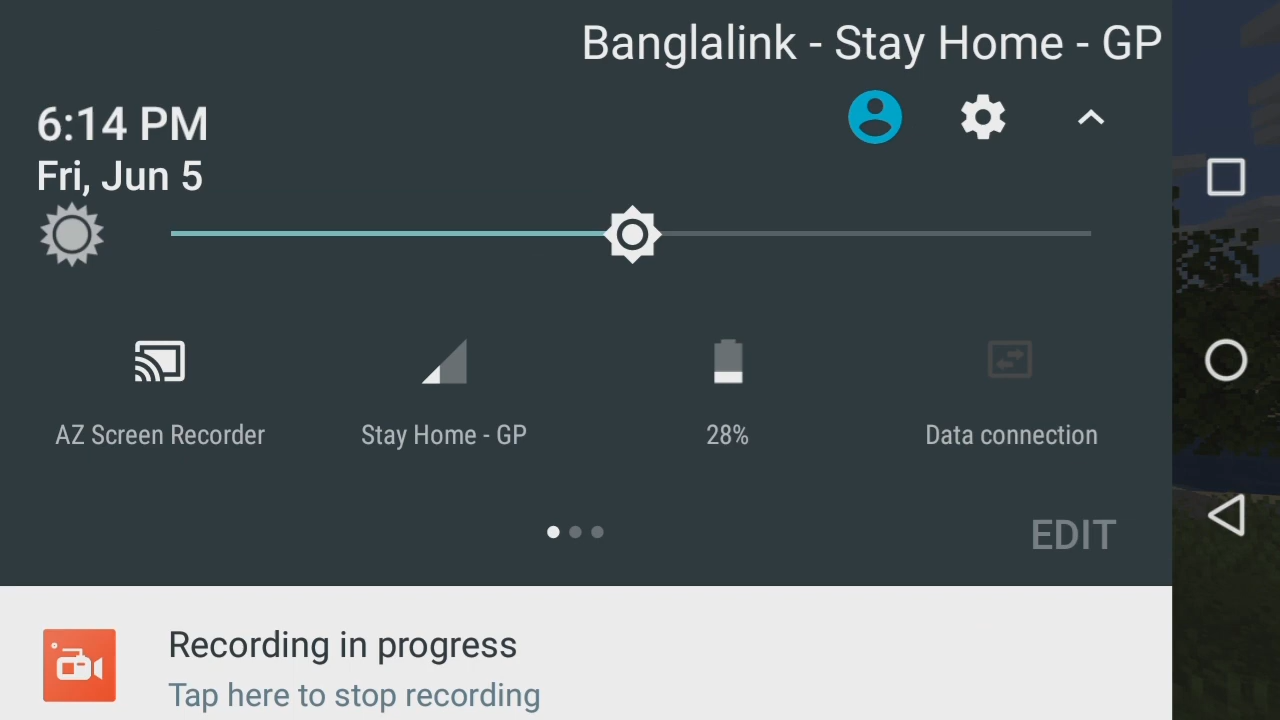 Banglalink - Stay Home - GP
6:14 PM
Fri, Jun 5
AZ Screen Recorder
Stay Home - GP
28%
Data connection
EDIT
Recording in progress
Tap here to stop recording